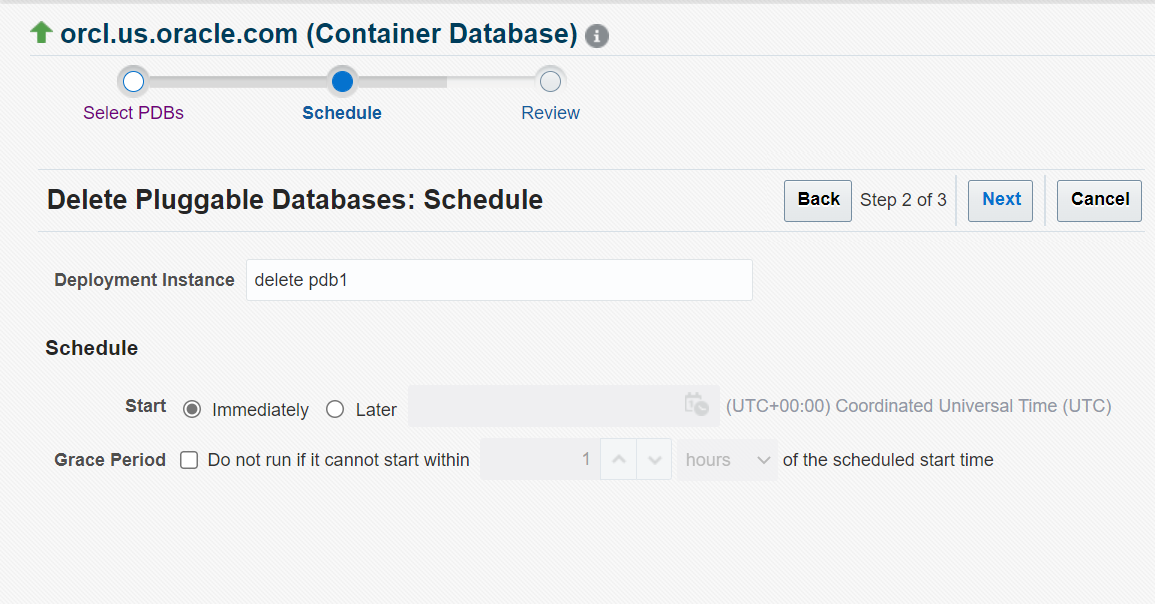 orcl.us.oracle.com (Container Database)
Select PDBs
Schedule
Review
Delete Pluggable Databases: Schedule
Back Step 2 of 3 Next Cancel
Deployment Instance delete pdb1
Schedule
Start Immediately Later (UTC+00:00) Coordinated Universal Time (UTC)
Grace Period Do not run if it cannot start within 1 hours of the scheduled start time